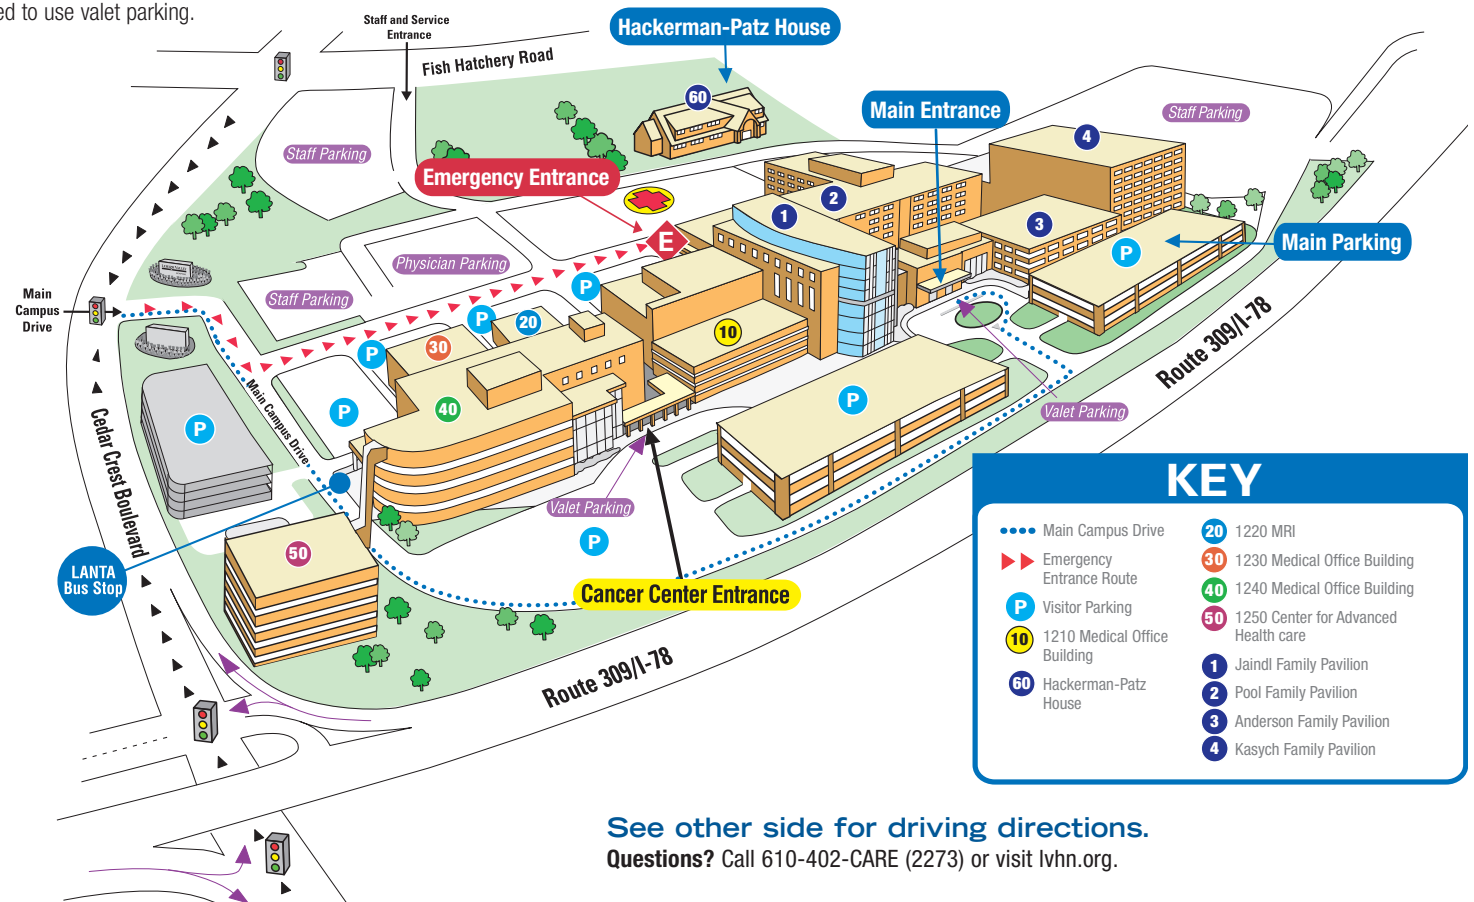 ed to use valet parking.
Staff and Service
Entrance
Fish Hatchery Road
Hackerman-Patz House
60
Main Entrance
Staff Parking
4
Staff Parking
Emergency Entrance
2
1
3
E
P
Main Parking
Physician Parking
Staff Parking
P
Main
Campus
Drive
P
20
10
30
P
Route 309/I-78
Main Campus Drive
P
40
P
Valet Parking
P
Cedar Crest Boulevard
Valet Parking
P
50
LANTA
Bus Stop
Cancer Center Entrance
Route 309/I-78
KEY
Main Campus Drive
Emergency
Entrance Route
P Visitor Parking
10 1210 Medical Office
Building
60 Hackerman-Patz
House
20 1220 MRI
30 1230 Medical Office Building
40 1240 Medical Office Building
50 1250 Center for Advanced
Health care
1 Jaindl Family Pavilion
2 Pool Family Pavilion
3 Anderson Family Pavilion
4 Kasych Family Pavilion
See other side for driving directions.
Questions? Call 610-402-CARE (2273) or visit lvhn.org.